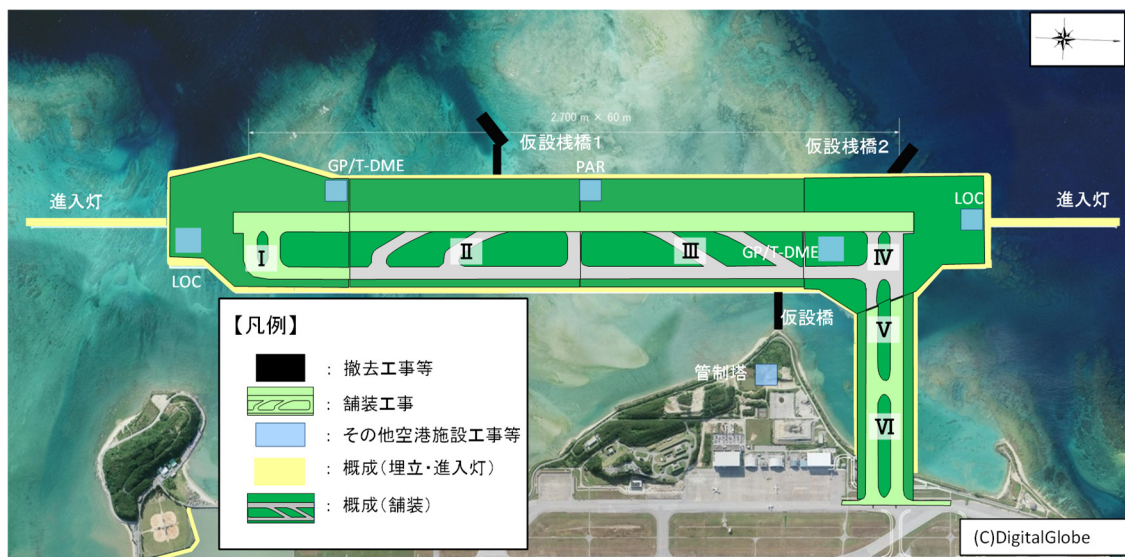 2,700 m × 60 m
仮設桟橋1
仮設桟橋2
GP/T-DME
PAR
進入灯
LOC
進入灯
Ⅰ
Ⅱ
Ⅲ
GP/T-DME
Ⅳ
LOC
仮設橋
Ⅴ
管制塔
Ⅵ
【凡例】
: 撤去工事等
: 舗装工事
: その他空港施設工事等
: 概成(埋立・進入灯)
: 概成(舗装)
(C)DigitalGlobe